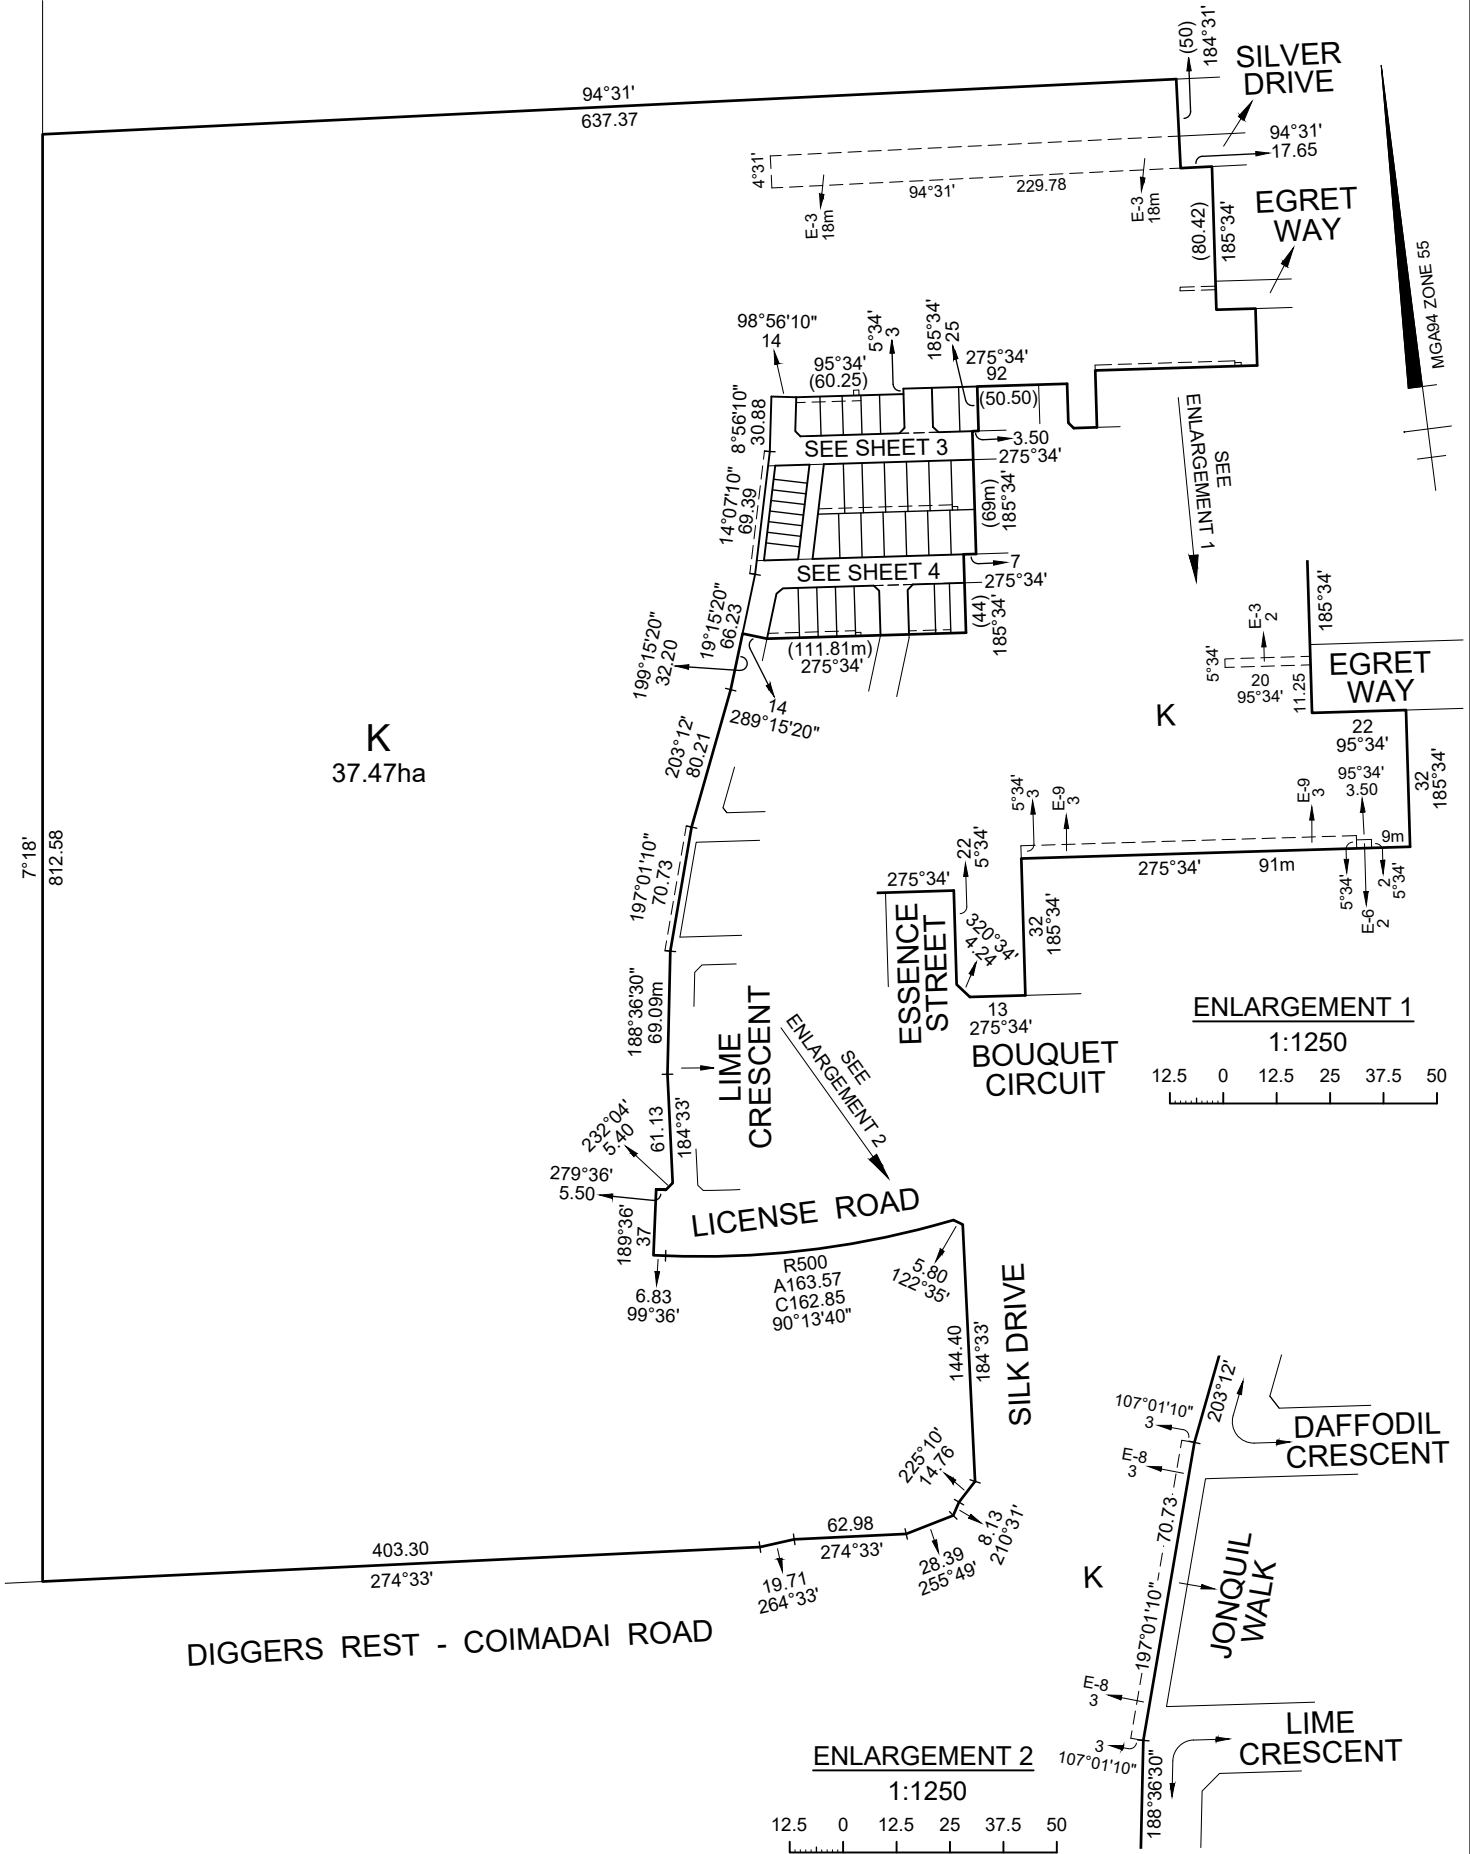 (50)
184°31'
SILVER
DRIVE
94°31'
637.37
94°31'
17.65
4°31'
94°31' 229.78
E-3
18m
E-3
18m
EGRET
WAY
(80.42)
185°34'
MGA94 ZONE 55
98°56'10"
14
95°34'
(60.25)
5°34'
3
185°34'
25
275°34'
92
(50.50)
8°56'10"
30.88
SEE SHEET 3
3.50
275°34'
14°07'10"
69.39
(69m)
185°34'
SEE
ENLARGEMENT 1
SEE SHEET 4
7
275°34'
(44)
185°34'
19°15'20"
66.23
(111.81m)
275°34'
199°15'20"
32.20
14
289°15'20"
203°12'
80.21
K
37.47ha
7°18'
812.58
197°01'10"
70.73
188°36'30"
69.09m
LIME
CRESCENT
SEE
ENLARGEMENT 2
61.13
184°33'
232°04'
5.40
279°36'
5.50
189°36'
37
LICENSE ROAD
6.83
99°36'
R500
A163.57
C162.85
90°13'40"
5.80
122°35'
144.40
184°33'
SILK DRIVE
225°10'
14.76
8.13
210°31'
28.39
255°49'
62.98
274°33'
19.71
264°33'
403.30
274°33'
DIGGERS REST - COIMADAI ROAD
185°34'
E-3
2
5°34'
20
95°34'
11.25
EGRET
WAY
22
95°34'
K
32
185°34'
5°34'
3
E-9
3
E-9
3
95°34'
3.50
9m
275°34' 91m
5°34'
E-6
2
2
5°34'
275°34'
22
5°34'
ESSENCE
STREET
320°34'
4.24
32
185°34'
13
275°34'
BOUQUET
CIRCUIT
ENLARGEMENT 1
1:1250
12.5 0 12.5 25 37.5 50
203°12'
107°01'10"
3
DAFFODIL
CRESCENT
E-8
3
70.73
197°01'10"
K
JONQUIL
WALK
E-8
3
3
107°01'10"
LIME
CRESCENT
188°36'30"
ENLARGEMENT 2
1:1250
12.5 0 12.5 25 37.5 50